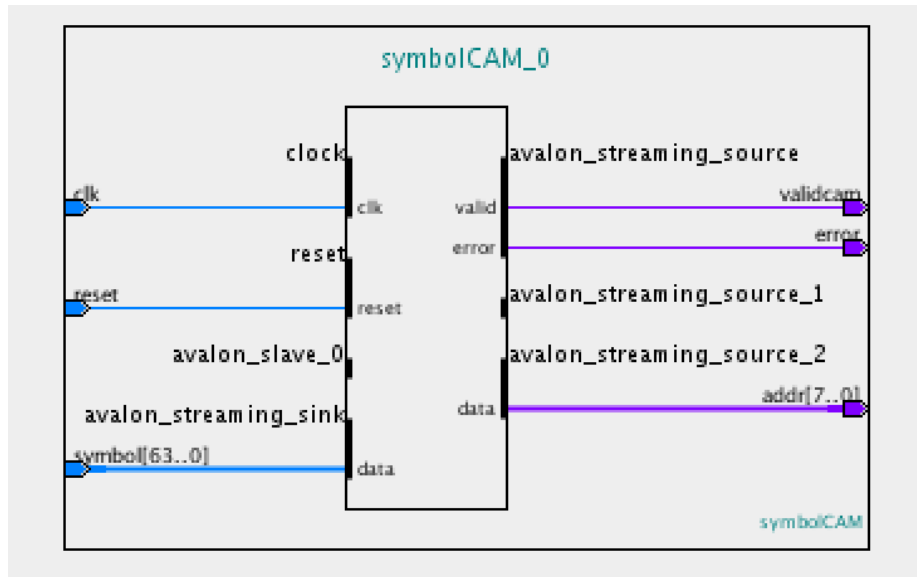 symbolCAM_0
clock
avalon_streaming_source
clk
validcam
clk
valid
error
error
reset
reset
avalon_streaming_source_1
reset
avalon_slave_0
avalon_streaming_source_2
addr[7..0]
data
avalon_streaming_sink
symbol[63..0]
data
symbolCAM